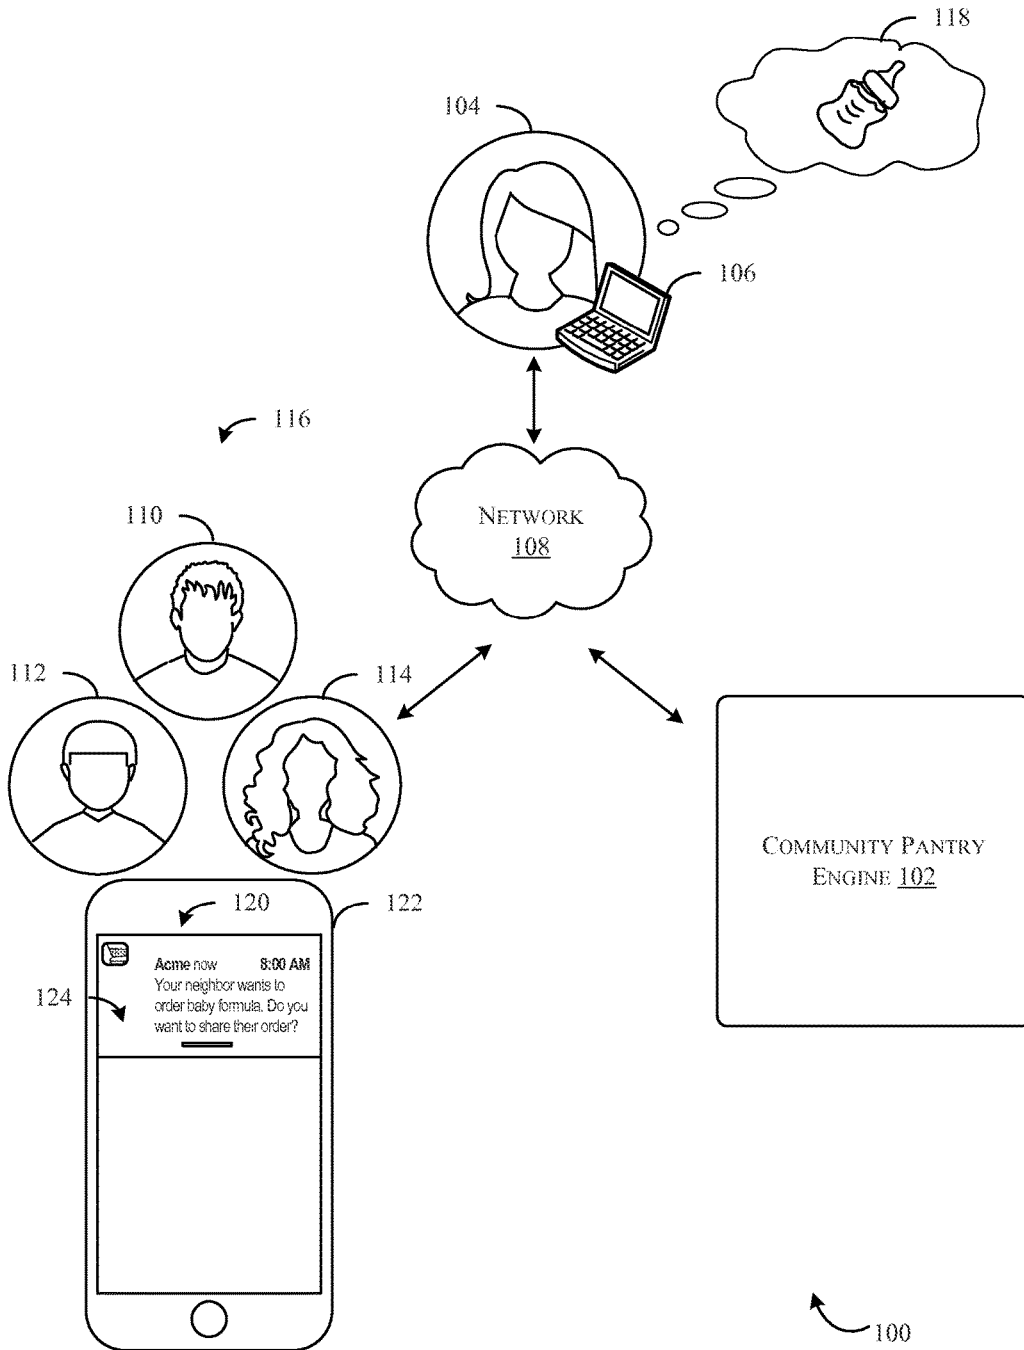 118
104
106
116
NETWORK
108
110
112
114
COMMUNITY PANTRY
ENGINE 102
120
122
Acme now 8:00 AM
Your neighbor wants to
order baby formula. Do you
want to share their order?
124
100